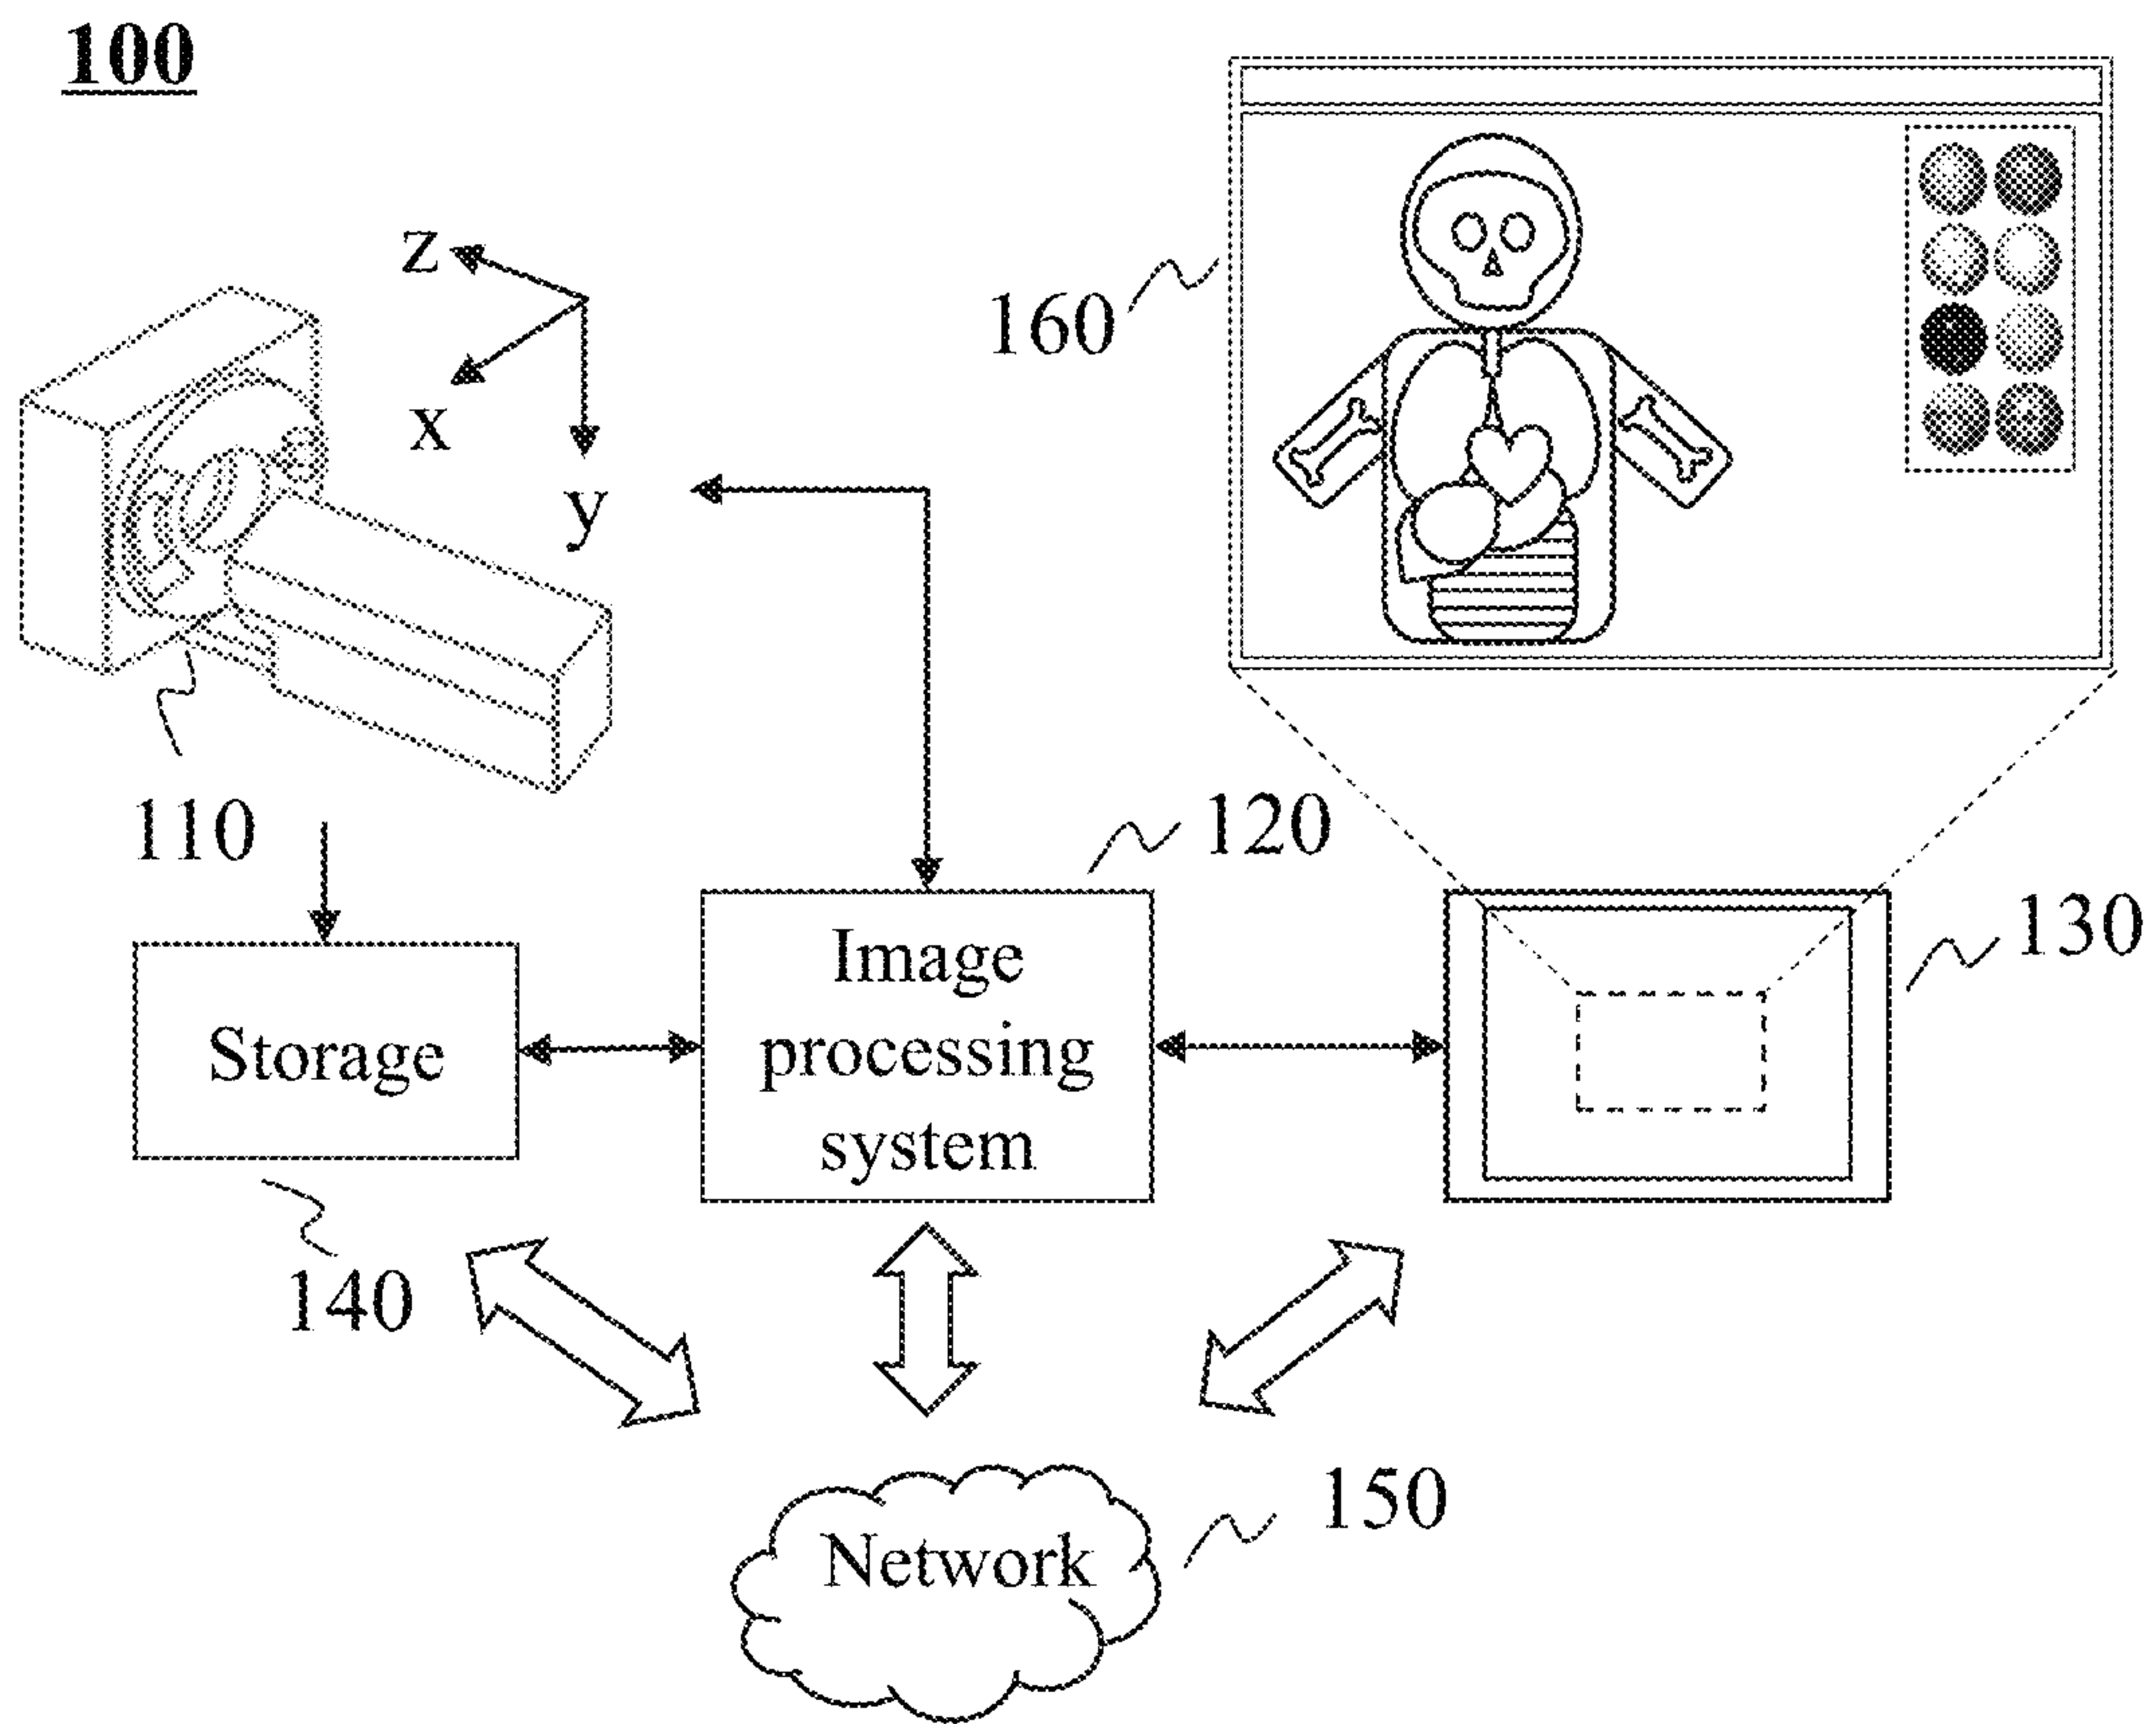 100
z
x
y
160
110
120
130
Image
processing
system
Storage
140
150
Network